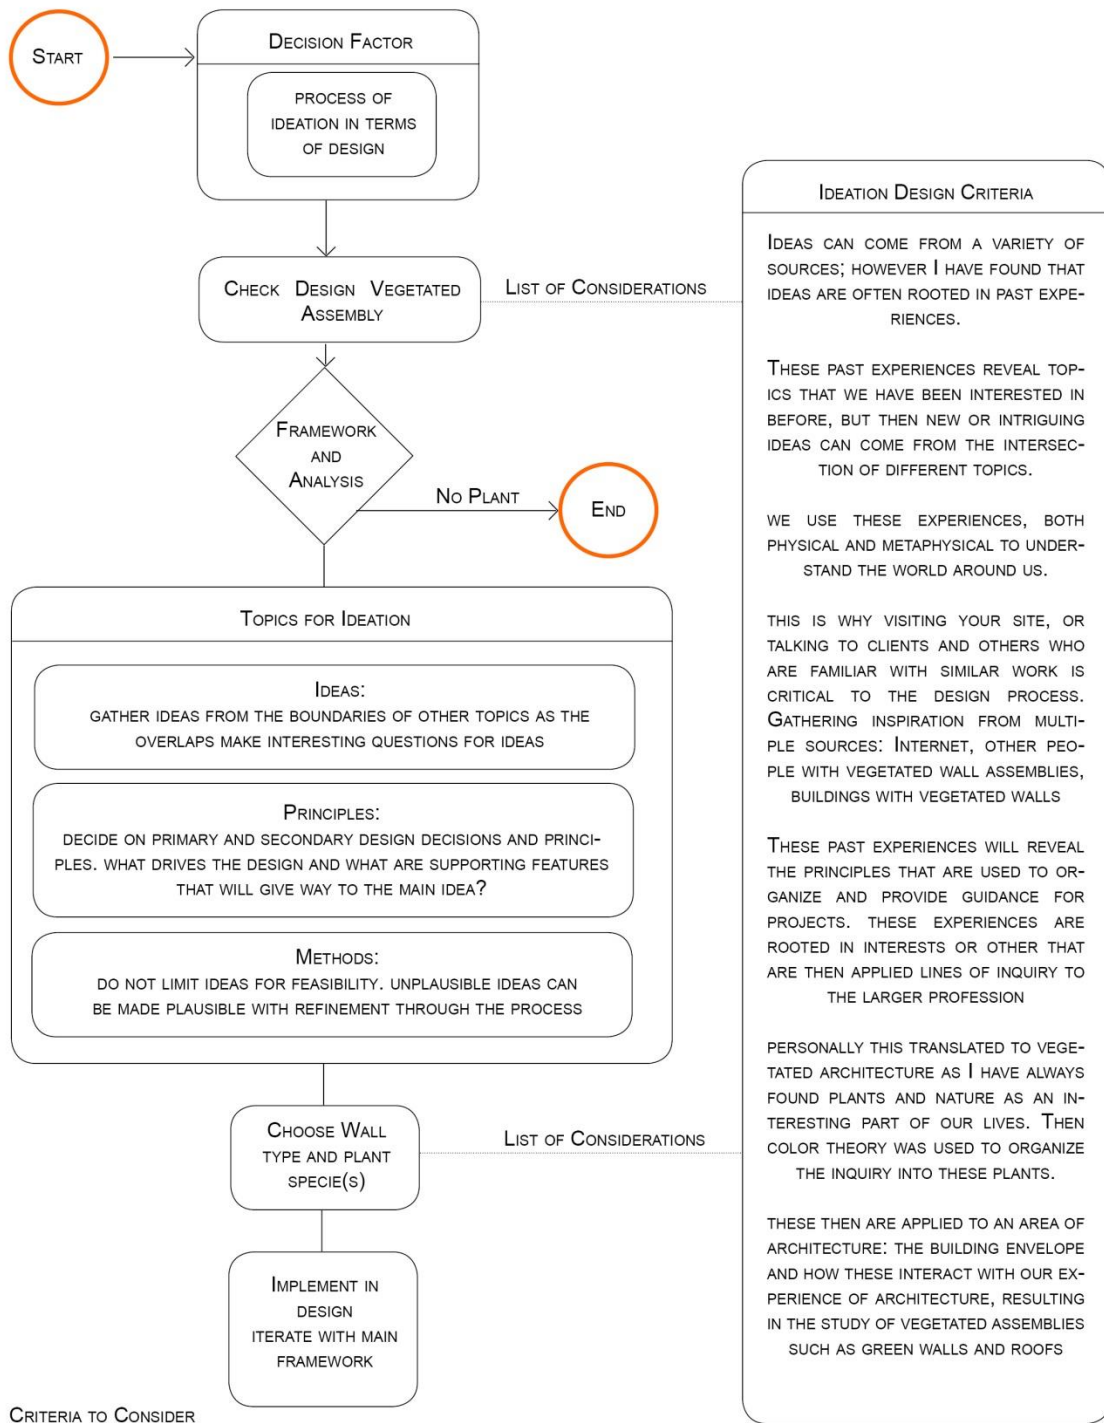 Start
Decision Factor
process of
ideation in terms
of design
Check Design Vegetated
Assembly
List of Considerations
Framework
and
Analysis
No Plant
End
Topics for Ideation
Ideas:
gather ideas from the boundaries of other topics as the
overlaps make interesting questions for ideas
Principles:
decide on primary and secondary design decisions and princi-
ples. what drives the design and what are supporting features
that will give way to the main idea?
Methods:
do not limit ideas for feasibility. unplausible ideas can
be made plausible with refinement through the process
Choose Wall
type and plant
specie(s)
List of Considerations
Implement in
design
iterate with main
framework
Ideation Design Criteria
Ideas can come from a variety of
sources; however I have found that
ideas are often rooted in past expe-
riences.
These past experiences reveal top-
ics that we have been interested in
before, but then new or intriguing
ideas can come from the intersec-
tion of different topics.
we use these experiences, both
physical and metaphysical to under-
stand the world around us.
this is why visiting your site, or
talking to clients and others who
are familiar with similar work is
critical to the design process.
Gathering inspiration from multi-
ple sources: Internet, other peo-
ple with vegetated wall assemblies,
buildings with vegetated walls
These past experiences will reveal
the principles that are used to or-
ganize and provide guidance for
projects. these experiences are
rooted in interests or other that
are then applied lines of inquiry to
the larger profession
personally this translated to vege-
tated architecture as I have always
found plants and nature as an in-
teresting part of our lives. Then
color theory was used to organize
the inquiry into these plants.
these then are applied to an area of
architecture: the building envelope
and how these interact with our ex-
perience of architecture, resulting
in the study of vegetated assemblies
such as green walls and roofs
Criteria to Consider